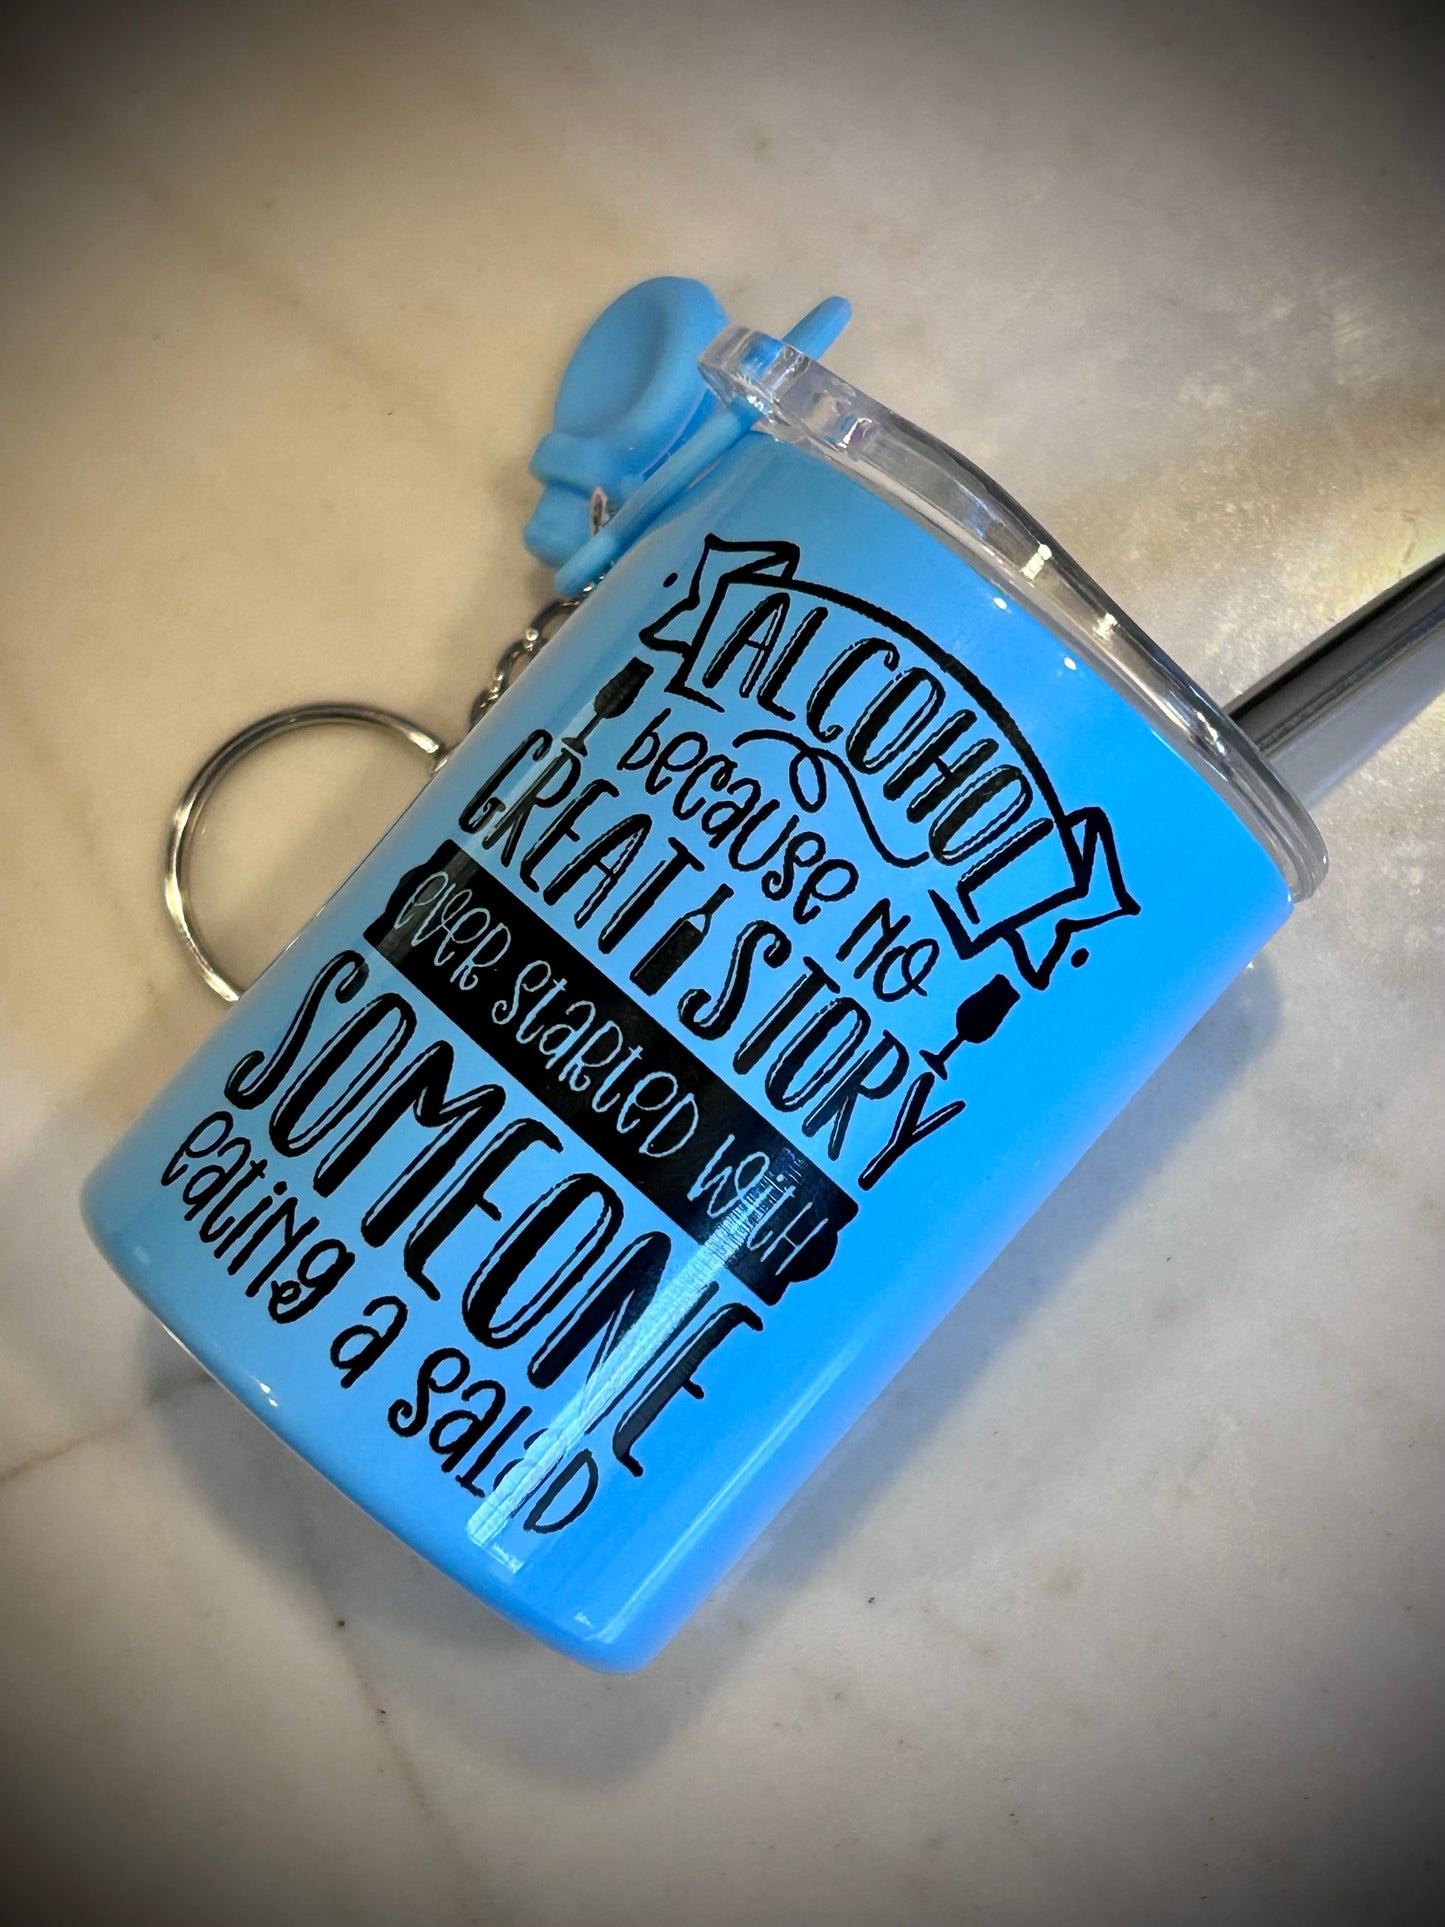 ALCOHOL
because NO
GREAT STORY
ever started with
SOMEONE
eating a salad